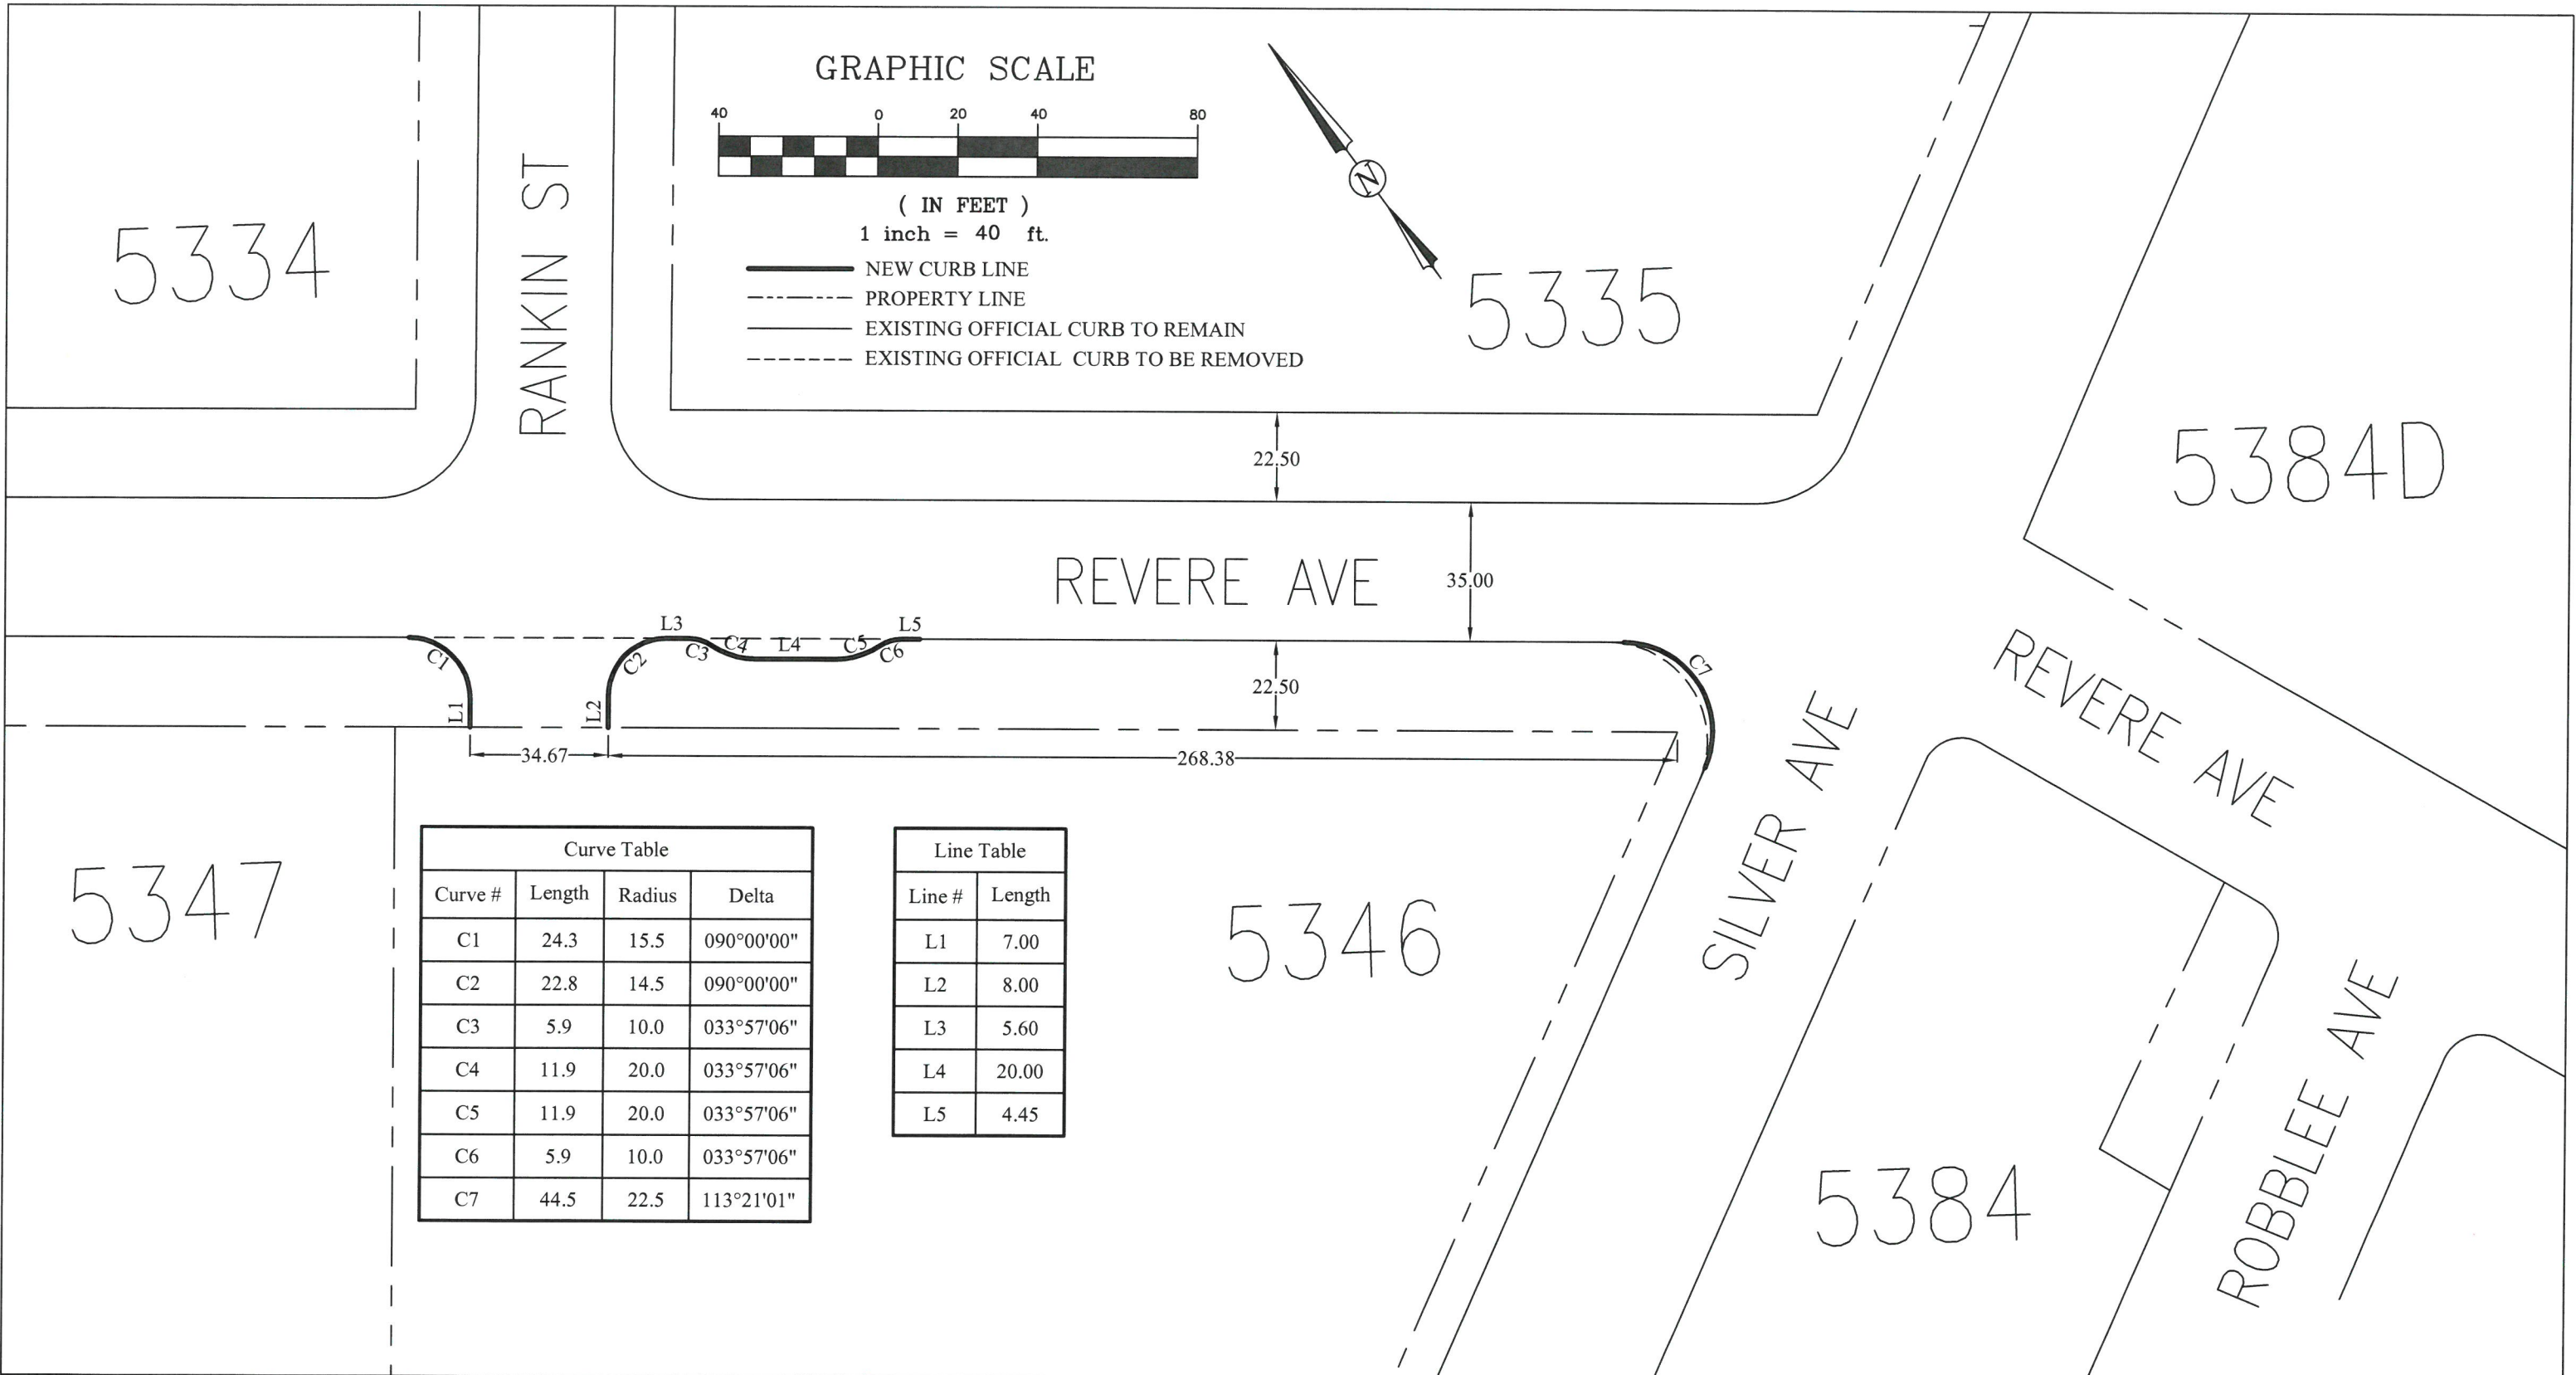 GRAPHIC SCALE
40 0 20 40 80
( IN FEET )
1 inch = 40 ft.
NEW CURB LINE
PROPERTY LINE
EXISTING OFFICIAL CURB TO REMAIN
EXISTING OFFICIAL CURB TO BE REMOVED
N
5334
RANKIN ST
5335
5384D
22.50
REVERE AVE
35.00
L3
L5
C1
C2
C3
C4
L4
C5
C6
C7
L1
L2
22.50
REVERE AVE
34.67
268.38
SILVER AVE
5347
Curve Table
Curve # Length Radius Delta
C1 24.3 15.5 090°00'00"
C2 22.8 14.5 090°00'00"
C3 5.9 10.0 033°57'06"
C4 11.9 20.0 033°57'06"
C5 11.9 20.0 033°57'06"
C6 5.9 10.0 033°57'06"
C7 44.5 22.5 113°21'01"
Line Table
Line # Length
L1 7.00
L2 8.00
L3 5.60
L4 20.00
L5 4.45
5346
5384
ROBBLEE AVE